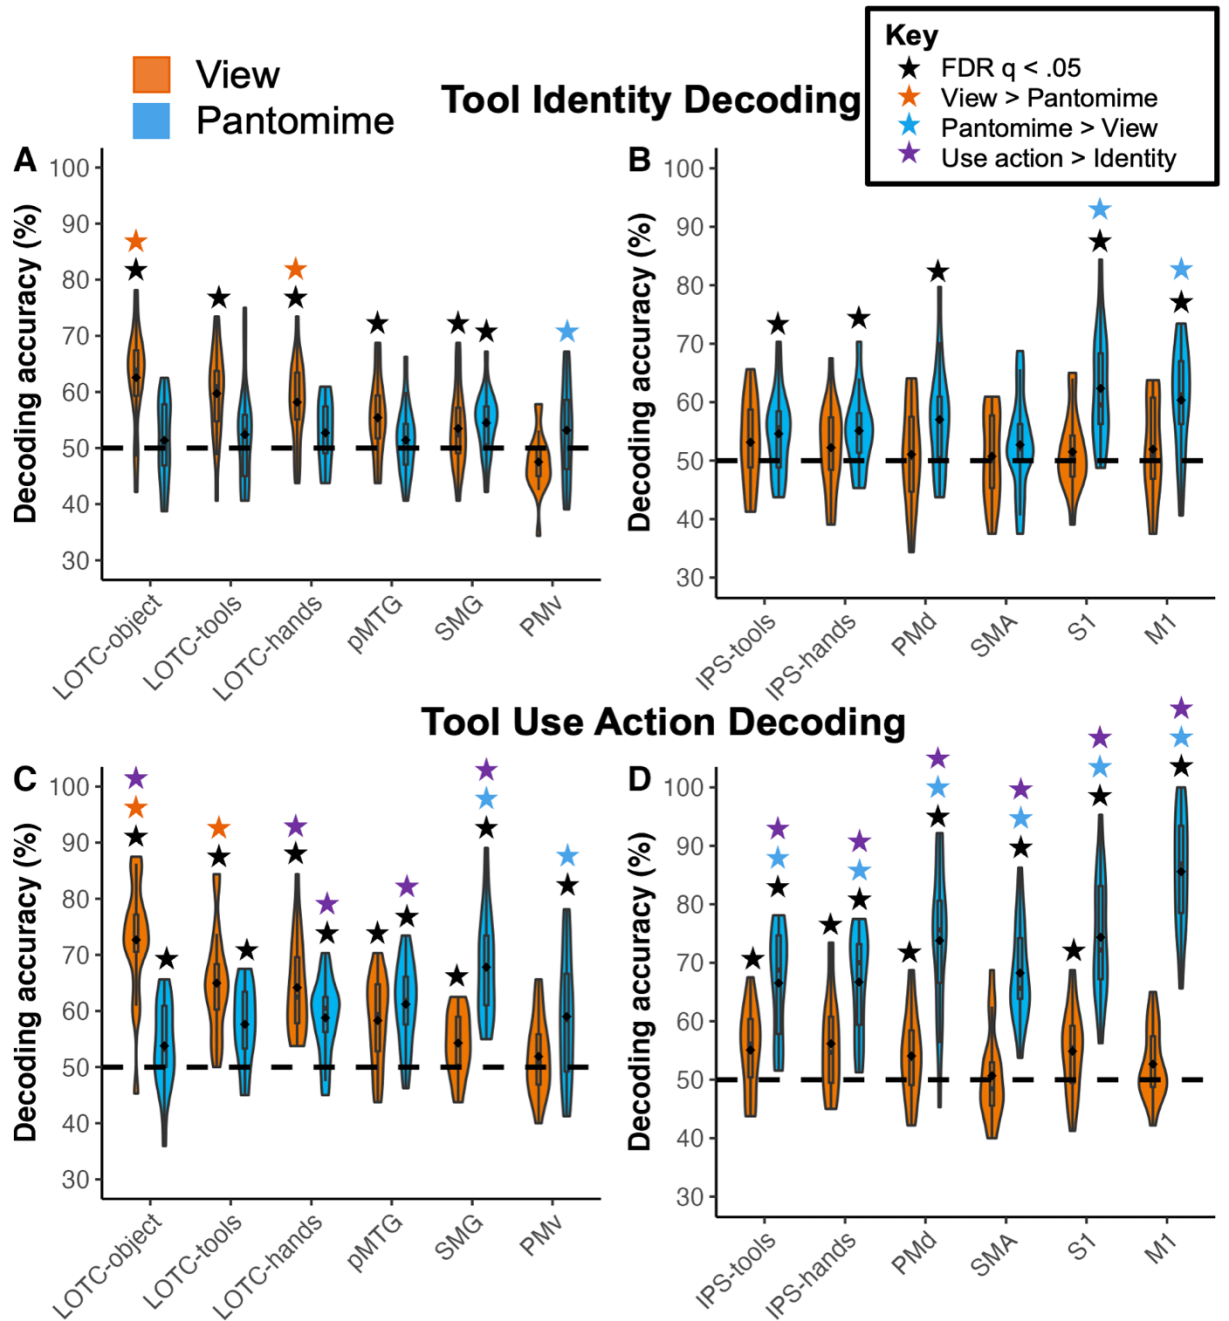 View
Pantomime
Tool Identity Decoding
Key
FDR q < .05
View > Pantomime
Pantomime > View
Use action > Identity
A
Decoding accuracy (%)
100
90
80
70
60
50
40
30
LOTC-object
LOTC-tools
LOTC-hands
pMTG
SMG
PMv
B
Decoding accuracy (%)
100
90
80
70
60
50
40
30
IPS-tools
IPS-hands
PMd
SMA
S1
M1
Tool Use Action Decoding
C
Decoding accuracy (%)
100
90
80
70
60
50
40
30
LOTC-object
LOTC-tools
LOTC-hands
pMTG
SMG
PMv
D
Decoding accuracy (%)
100
90
80
70
60
50
40
30
IPS-tools
IPS-hands
PMd
SMA
S1
M1